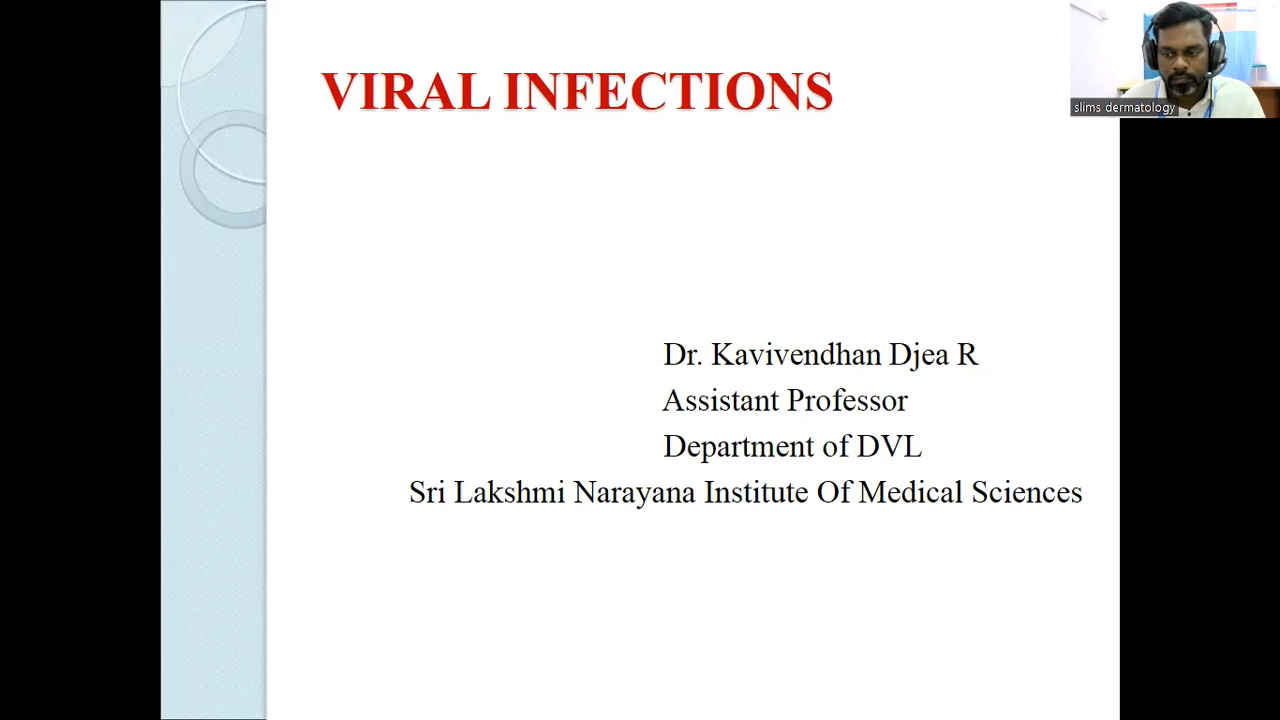 VIRAL INFECTIONS
slims dermatology
Dr. Kavivendhan Djea R
Assistant Professor
Department of DVL
Sri Lakshmi Narayana Institute Of Medical Sciences